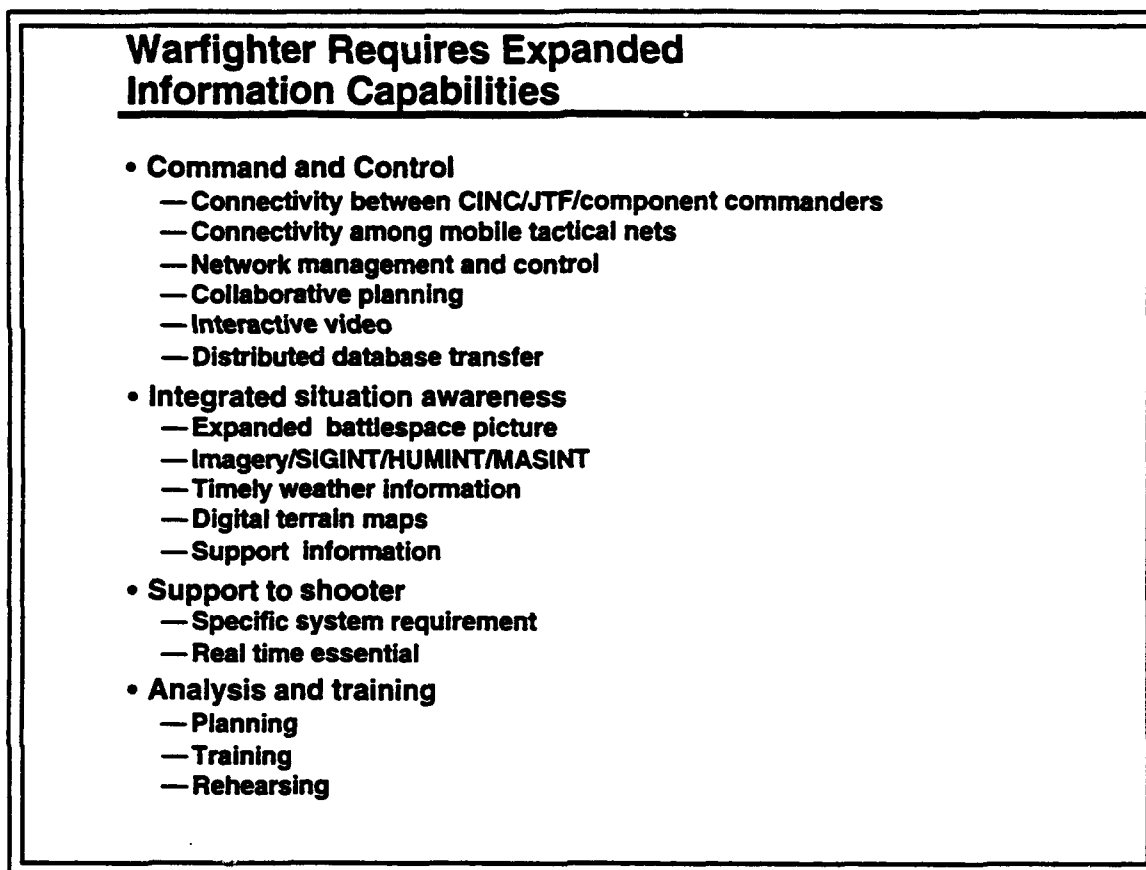 Warfighter Requires Expanded
Information Capabilities
• Command and Control
— Connectivity between CINC/JTF/component commanders
— Connectivity among mobile tactical nets
— Network management and control
— Collaborative planning
— Interactive video
— Distributed database transfer
• Integrated situation awareness
— Expanded battlespace picture
— Imagery/SIGINT/HUMINT/MASINT
— Timely weather information
— Digital terrain maps
— Support information
• Support to shooter
— Specific system requirement
— Real time essential
• Analysis and training
— Planning
— Training
— Rehearsing